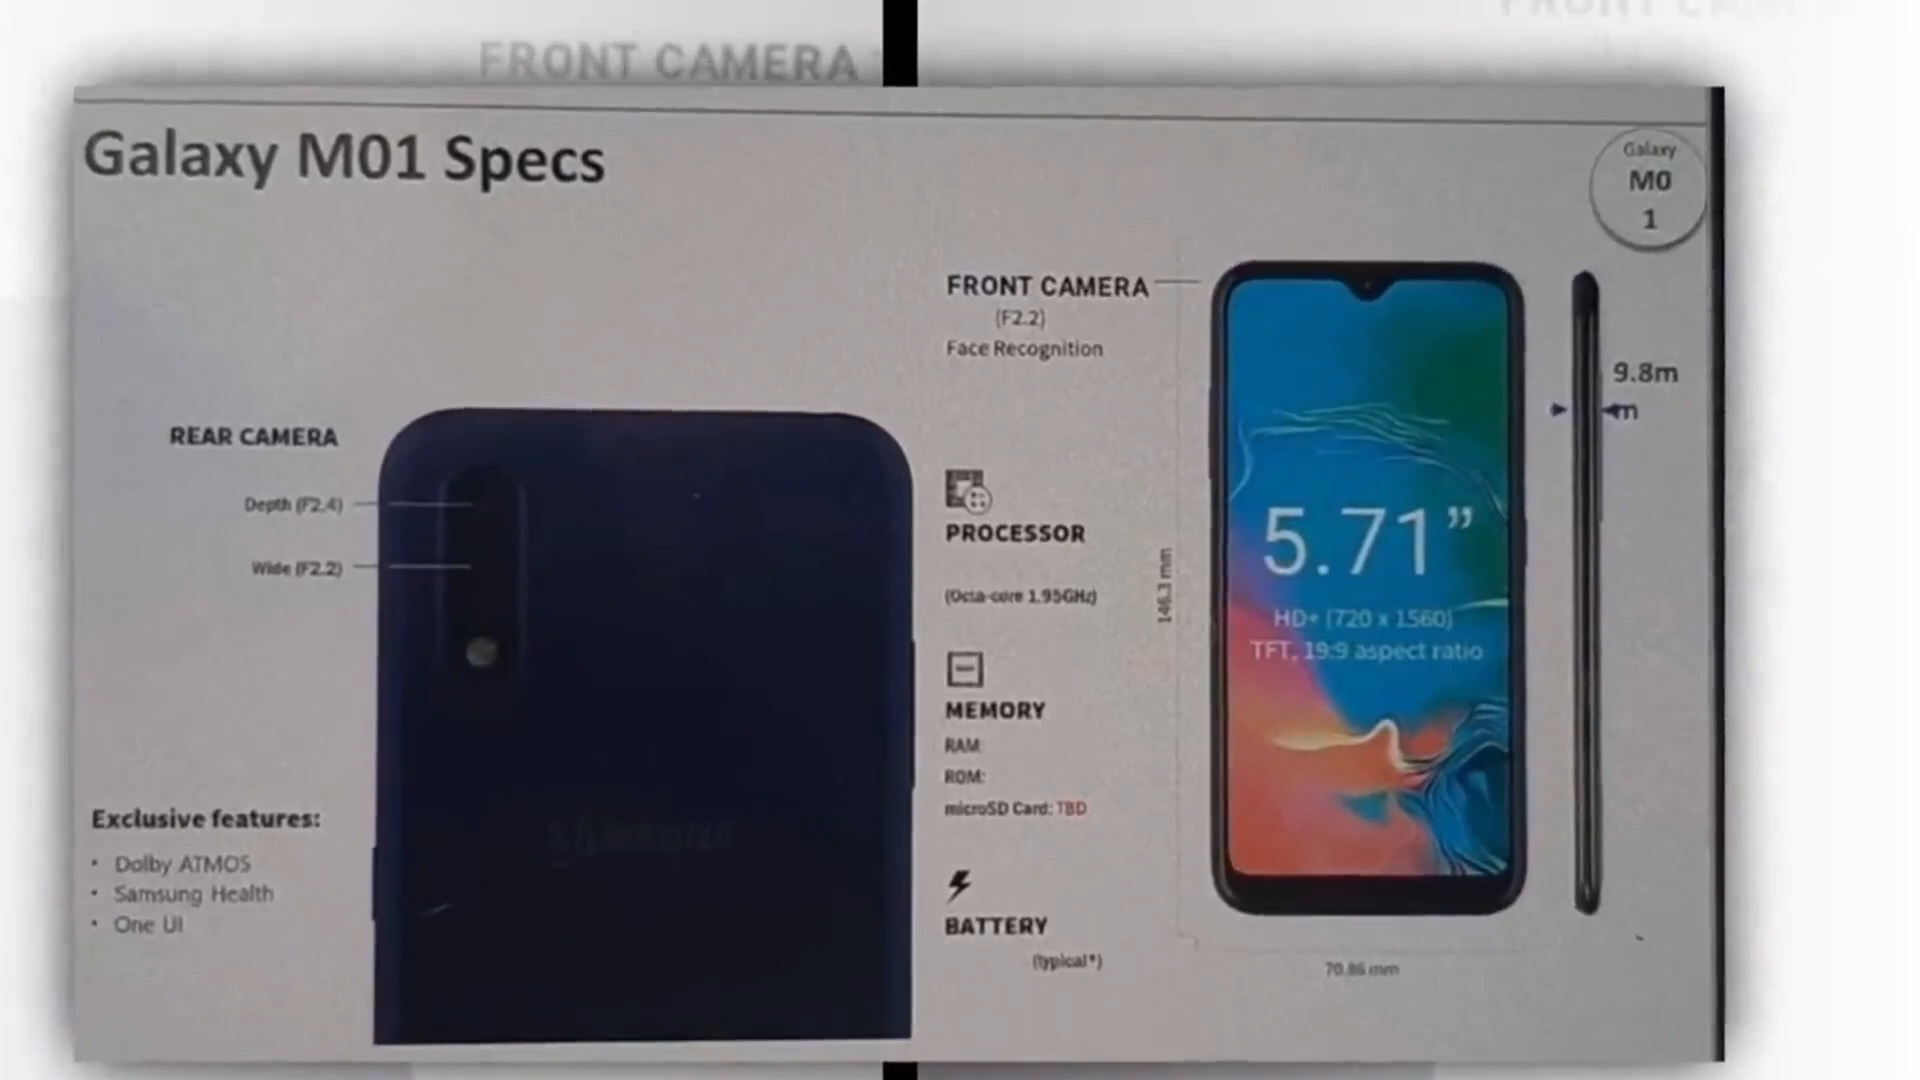 FRONT CAMERA
FRONT CAMERA
Galaxy M01 Specs
Galaxy
M0
1
REAR CAMERA
Depth (F2.4)
Wide (F2.2)
SAMSUNG
Exclusive features:
• Dolby ATMOS
• Samsung Health
• One UI
FRONT CAMERA
(F2.2)
Face Recognition
PROCESSOR
(Octa-core 1.95GHz)
MEMORY
RAM:
ROM:
microSD Card: TBD
BATTERY
(typical*)
146.3 mm
5.71”
HD+ (720 x 1560)
TFT, 19:9 aspect ratio
70.86 mm
9.8m
m